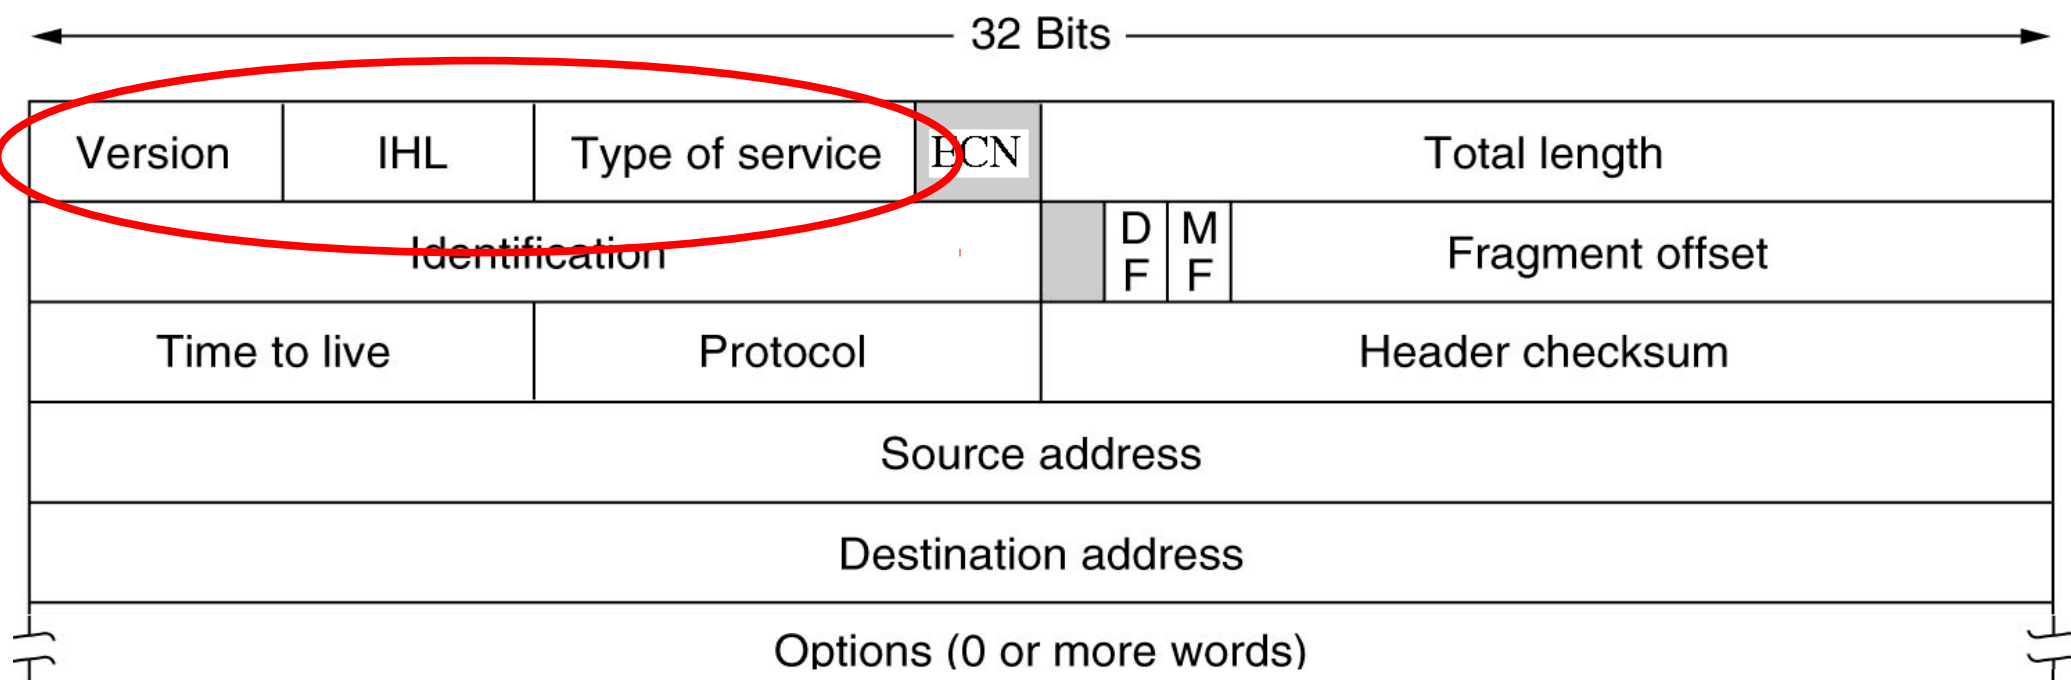 32 Bits
Version IHL Type of service ECN Total length
Identification D F M F Fragment offset
Time to live Protocol Header checksum
Source address
Destination address
Options (0 or more words)